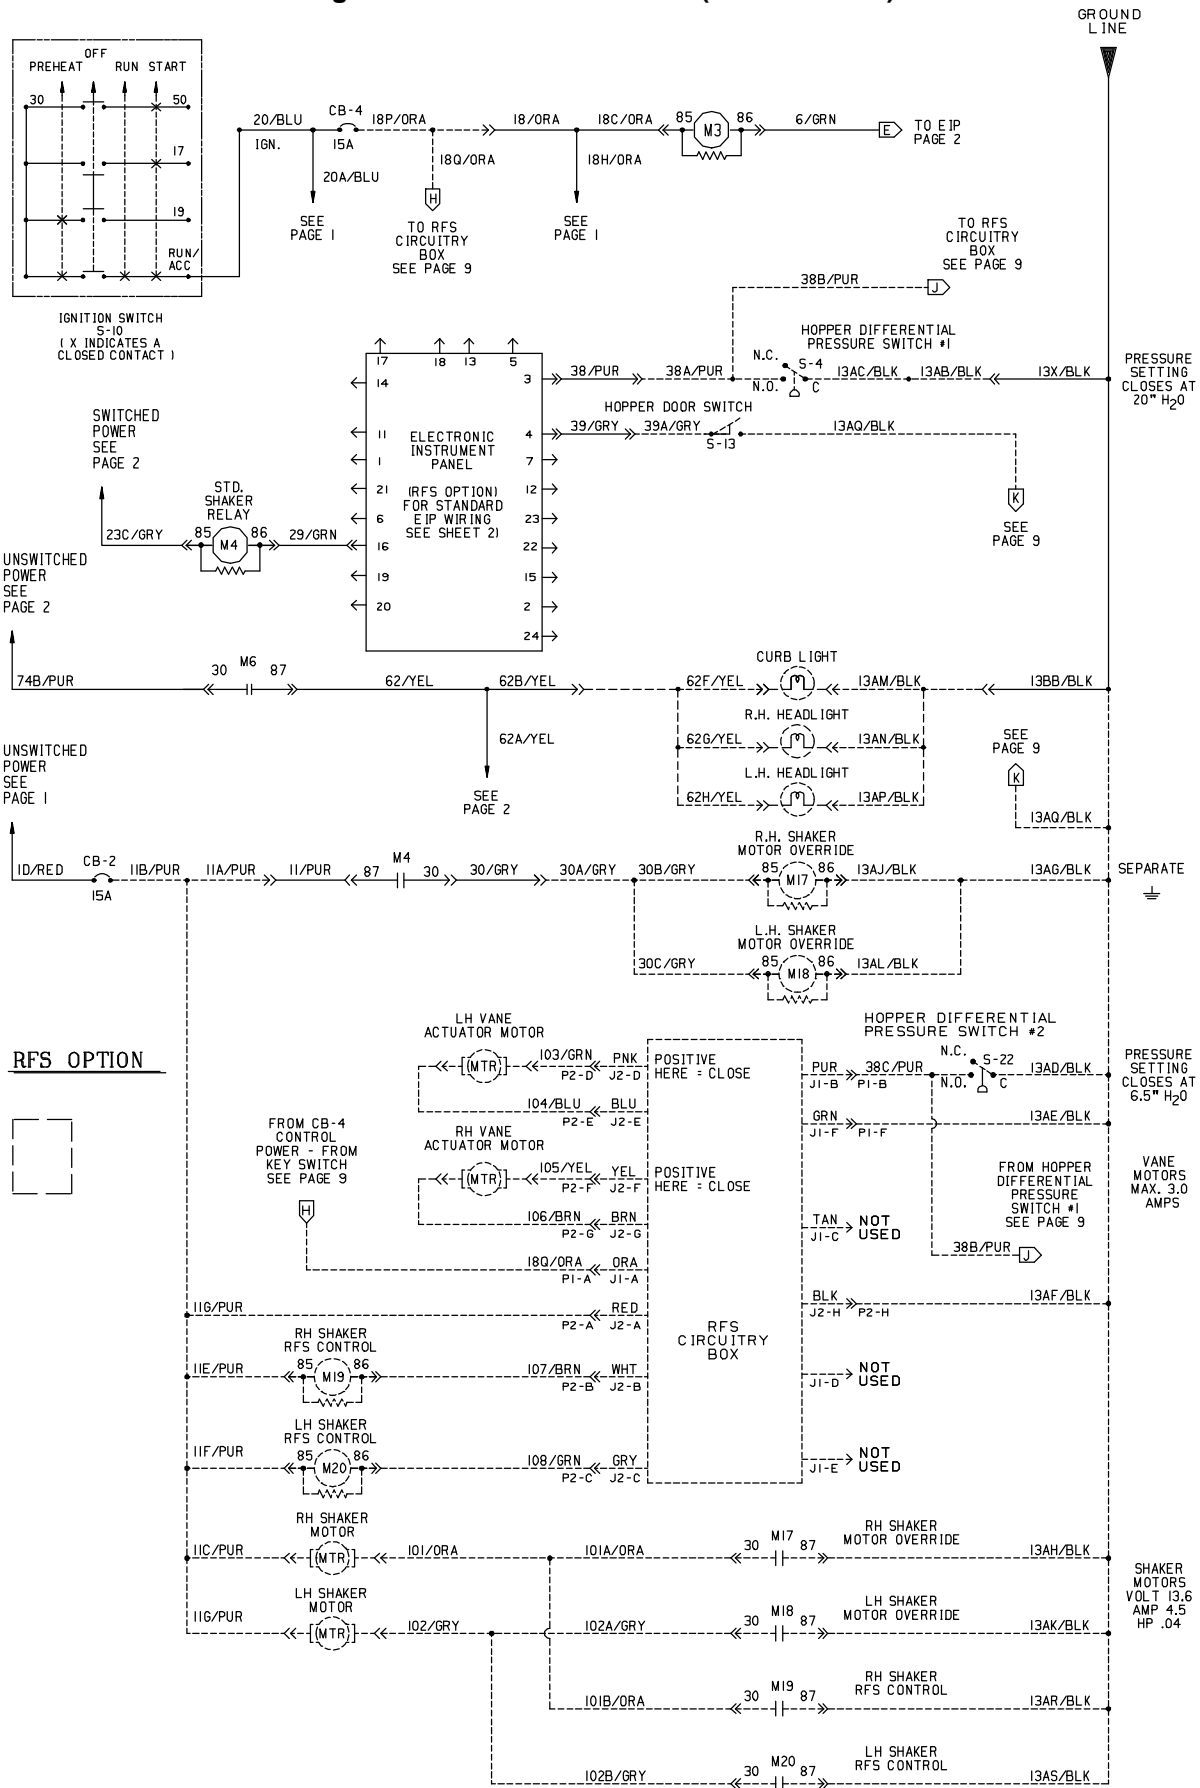 GROUND
LINE
OFF
PREHEAT
RUN START
30
50
17
19
RUN/
ACC
IGNITION SWITCH
S-10
( X INDICATES A
CLOSED CONTACT )
20/BLU
IGN.
CB-4
15A
18P/ORA
18/ORA
18C/ORA
85
M3
86
6/GRN
E
TO EIP
PAGE 2
20A/BLU
18Q/ORA
18H/ORA
SEE
PAGE 1
H
TO RFS
CIRCUITRY
BOX
SEE PAGE 9
SEE
PAGE 1
TO RFS
CIRCUITRY
BOX
SEE PAGE 9
38B/PUR
J
HOPPER DIFFERENTIAL
PRESSURE SWITCH #1
17
18
13
5
14
3
38/PUR
38A/PUR
N.C.
S-4
N.O.
C
13AC/BLK
13AB/BLK
13X/BLK
PRESSURE
SETTING
CLOSES AT
20" H2O
SWITCHED
POWER
SEE
PAGE 2
HOPPER DOOR SWITCH
11
4
39/GRY
39A/GRY
S-13
13AQ/BLK
ELECTRONIC
INSTRUMENT
PANEL
(RFS OPTION)
FOR STANDARD
EIP WIRING
SEE SHEET 2)
1
7
21
12
6
23
16
22
19
15
20
2
24
K
SEE
PAGE 9
STD.
SHAKER
RELAY
23C/GRY
85
M4
86
29/GRN
UNSWITCHED
POWER
SEE
PAGE 2
74B/PUR
30
M6
87
62/YEL
62B/YEL
62A/YEL
SEE
PAGE 2
CURB LIGHT
62F/YEL
13AM/BLK
13BB/BLK
R.H. HEADLIGHT
62G/YEL
13AN/BLK
L.H. HEADLIGHT
62H/YEL
13AP/BLK
SEE
PAGE 9
K
13AQ/BLK
UNSWITCHED
POWER
SEE
PAGE 1
1D/RED
CB-2
15A
11B/PUR
11A/PUR
11/PUR
87
M4
30
30/GRY
30A/GRY
30B/GRY
R.H. SHAKER
MOTOR OVERRIDE
85
M17
86
13AJ/BLK
13AG/BLK
SEPARATE
L.H. SHAKER
MOTOR OVERRIDE
30C/GRY
85
M18
86
13AL/BLK
RFS OPTION
LH VANE
ACTUATOR MOTOR
(MTR)
103/GRN
PNK
P2-D
J2-D
POSITIVE
HERE = CLOSE
104/BLU
BLU
P2-E
J2-E
RH VANE
ACTUATOR MOTOR
(MTR)
105/YEL
YEL
P2-F
J2-F
POSITIVE
HERE = CLOSE
106/BRN
BRN
P2-G
J2-G
FROM CB-4
CONTROL
POWER - FROM
KEY SWITCH
SEE PAGE 9
H
18Q/ORA
ORA
P1-A
J1-A
11G/PUR
RED
P2-A
J2-A
RFS
CIRCUITRY
BOX
HOPPER DIFFERENTIAL
PRESSURE SWITCH #2
PUR
J1-B
38C/PUR
P1-B
N.C.
S-22
N.O.
C
13AD/BLK
PRESSURE
SETTING
CLOSES AT
6.5" H2O
GRN
J1-F
P1-F
13AE/BLK
VANE
MOTORS
MAX. 3.0
AMPS
FROM HOPPER
DIFFERENTIAL
PRESSURE
SWITCH #1
SEE PAGE 9
TAN
J1-C
NOT
USED
38B/PUR
J
BLK
J2-H
P2-H
13AF/BLK
RH SHAKER
RFS CONTROL
11E/PUR
85
M19
86
107/BRN
WHT
P2-B
J2-B
J1-D
NOT
USED
LH SHAKER
RFS CONTROL
11F/PUR
85
M20
86
108/GRN
GRY
P2-C
J2-C
J1-E
NOT
USED
RH SHAKER
MOTOR
11C/PUR
(MTR)
101/ORA
101A/ORA
30
M17
87
RH SHAKER
MOTOR OVERRIDE
13AH/BLK
LH SHAKER
MOTOR
11G/PUR
(MTR)
102/GRY
102A/GRY
30
M18
87
LH SHAKER
MOTOR OVERRIDE
13AK/BLK
SHAKER
MOTORS
VOLT 13.6
AMP 4.5
HP .04
101B/ORA
30
M19
87
RH SHAKER
RFS CONTROL
13AR/BLK
102B/GRY
30
M20
87
LH SHAKER
RFS CONTROL
13AS/BLK